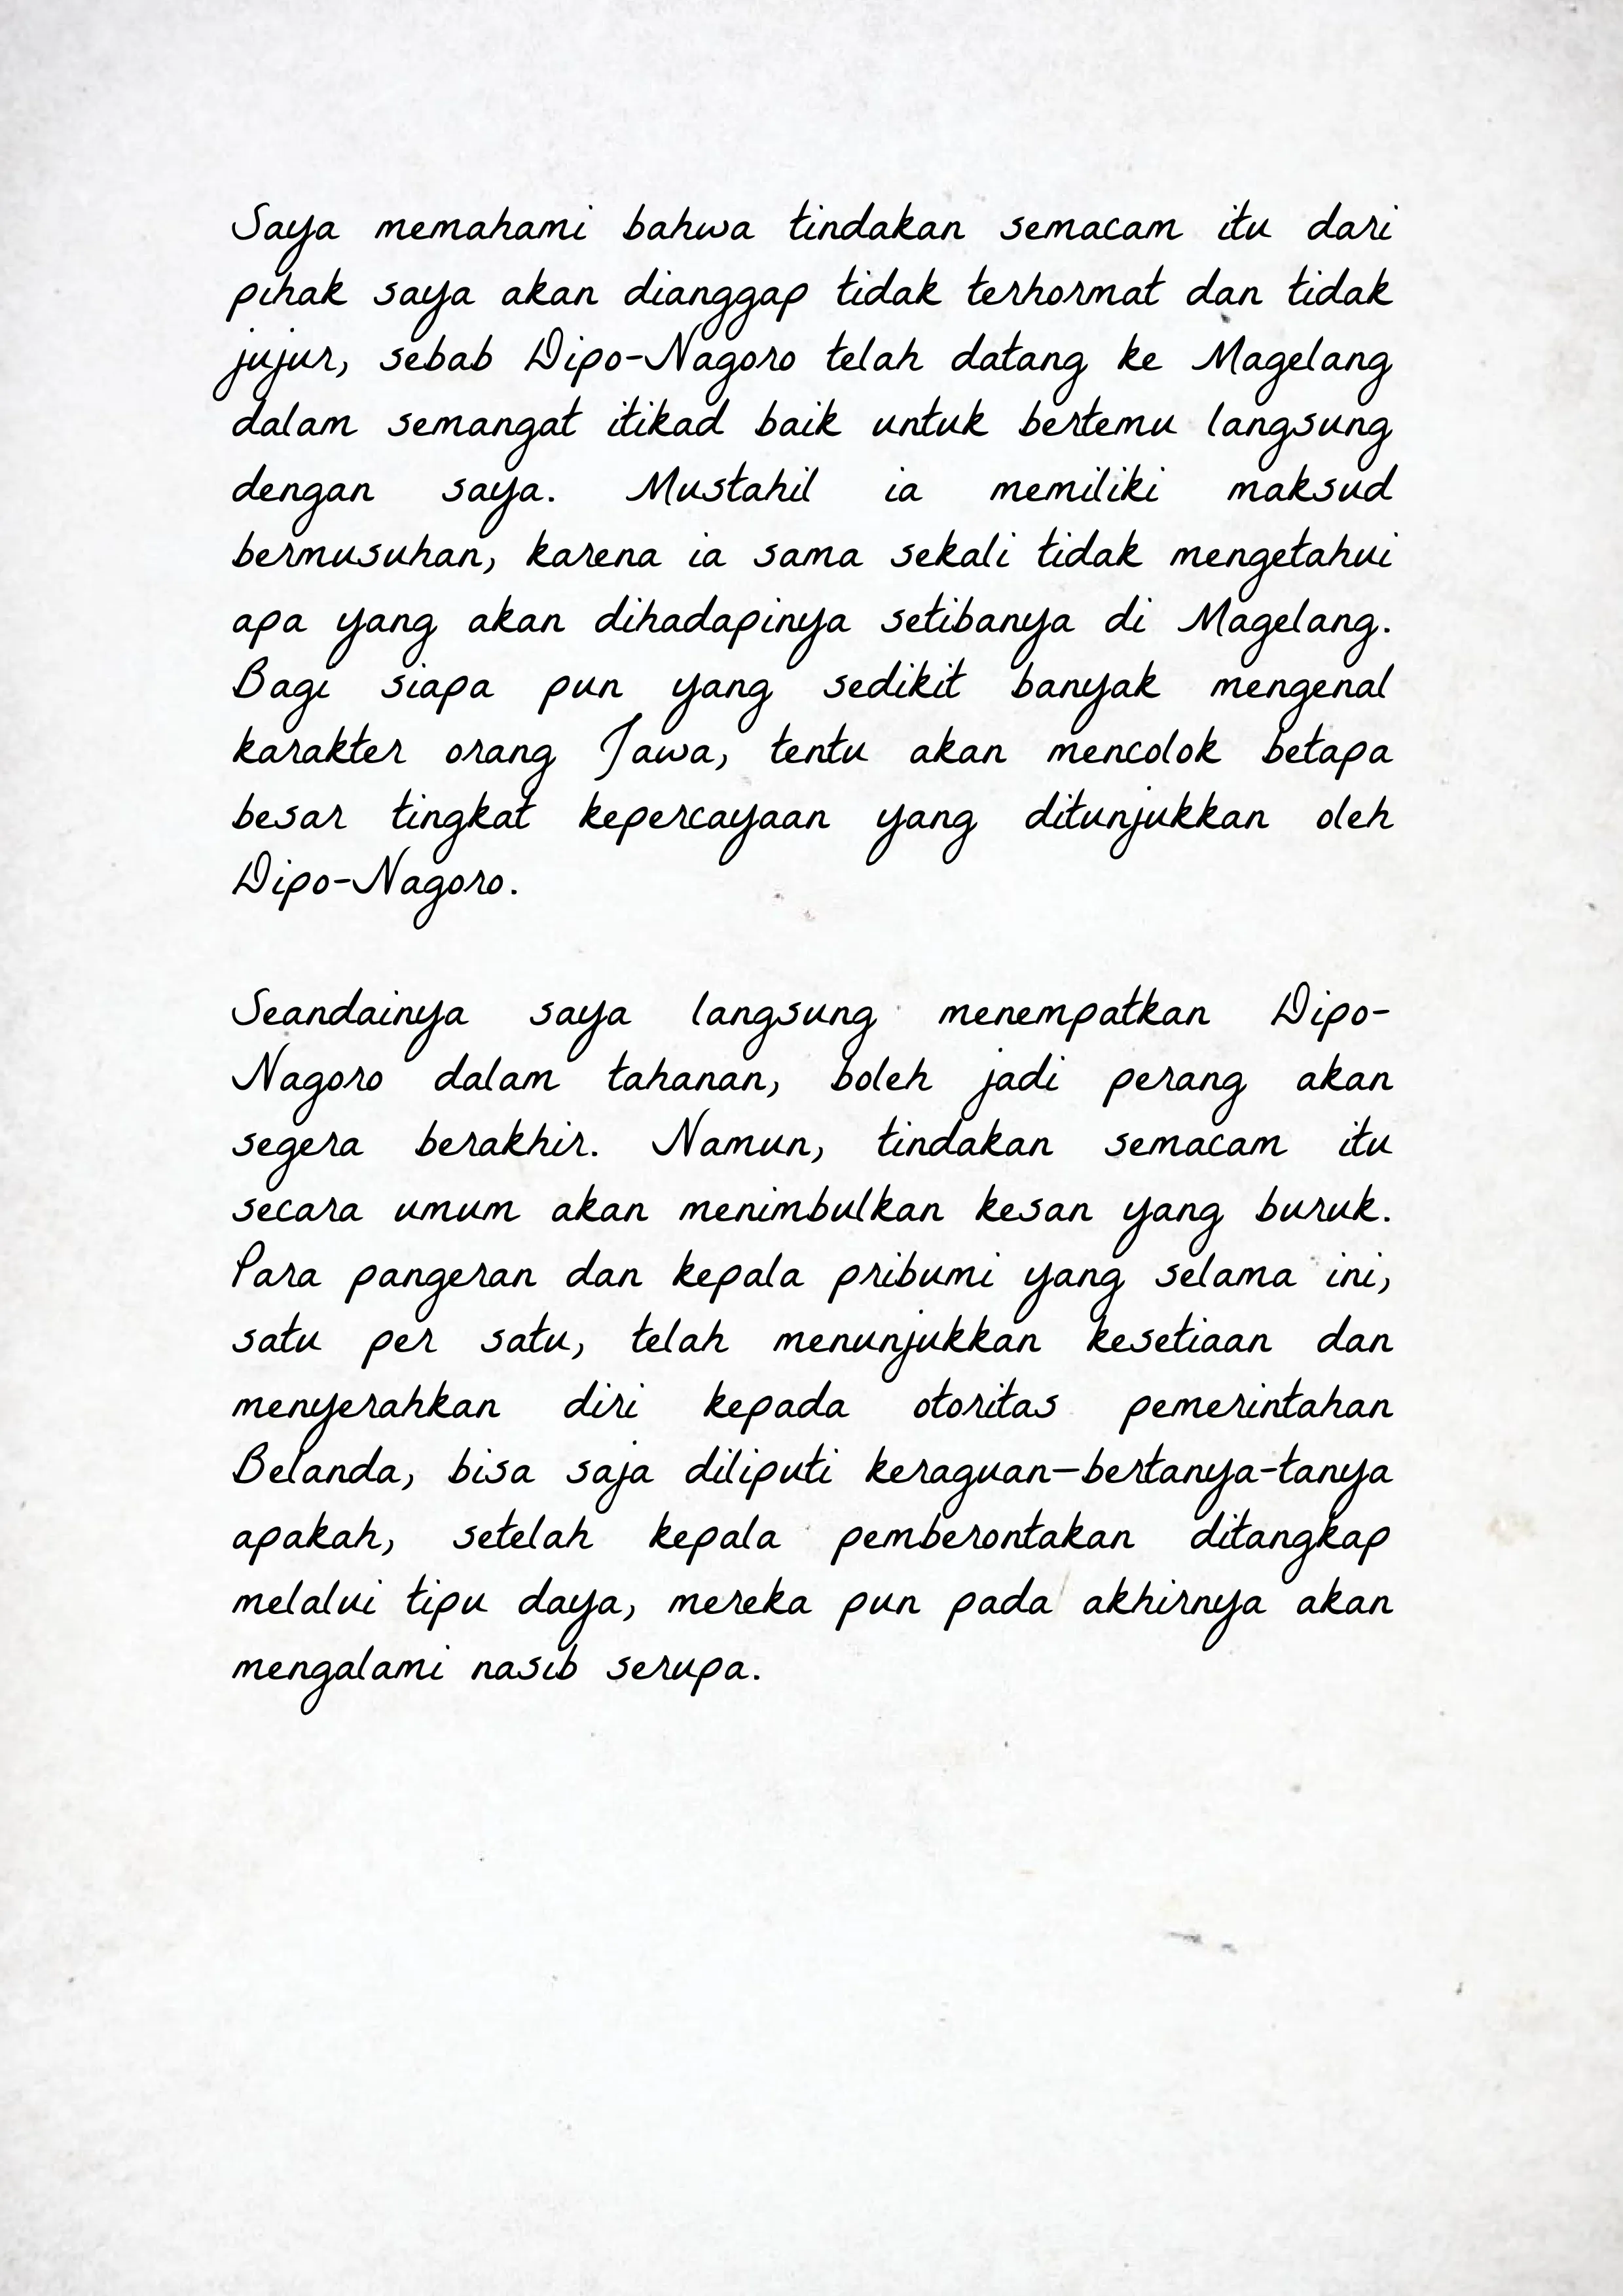 Saya memahami bahwa tindakan semacam itu dari
pihak saya akan dianggap tidak terhormat dan tidak
jujur, sebab Dipo-Nagoro telah datang ke Magelang
dalam semangat itikad baik untuk bertemu langsung
dengan saya. Mustahil ia memiliki maksud
bermusuhan, karena ia sama sekali tidak mengetahui
apa yang akan dihadapinya setibanya di Magelang.
Bagi siapa pun yang sedikit banyak mengenal
karakter orang Jawa, tentu akan mencolok betapa
besar tingkat kepercayaan yang ditunjukkan oleh
Dipo-Nagoro.

Seandainya saya langsung menempatkan Dipo-
Nagoro dalam tahanan, boleh jadi perang akan
segera berakhir. Namun, tindakan semacam itu
secara umum akan menimbulkan kesan yang buruk.
Para pangeran dan kepala pribumi yang selama ini,
satu per satu, telah menunjukkan kesetiaan dan
menyerahkan diri kepada otoritas pemerintahan
Belanda, bisa saja diliputi keraguan—bertanya-tanya
apakah, setelah kepala pemberontakan ditangkap
melalui tipu daya, mereka pun pada akhirnya akan
mengalami nasib serupa.